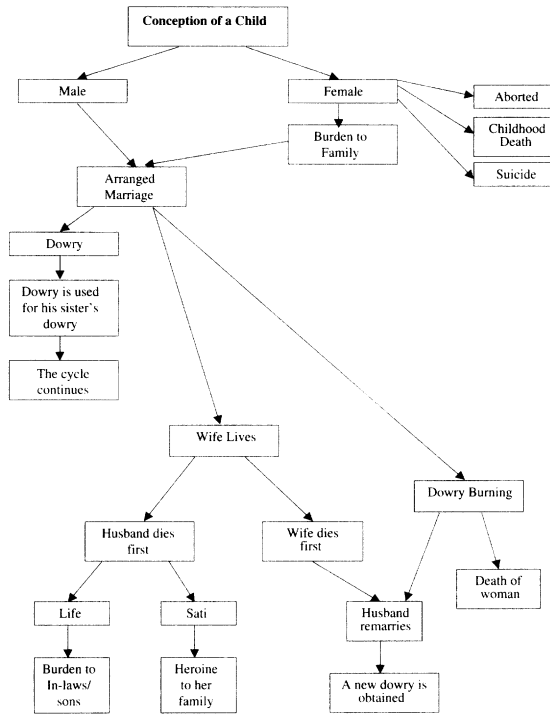 Conception of a Child
Male
Female
Aborted
Childhood
Death
Suicide
Burden to
Family
Arranged
Marriage
Dowry
Dowry is used
for his sister's
dowry
The cycle
continues
Wife Lives
Dowry Burning
Husband dies
first
Wife dies
first
Death of
woman
Life
Sati
Husband
remarries
Burden to
In-laws/
sons
Heroine
to her
family
A new dowry is
obtained